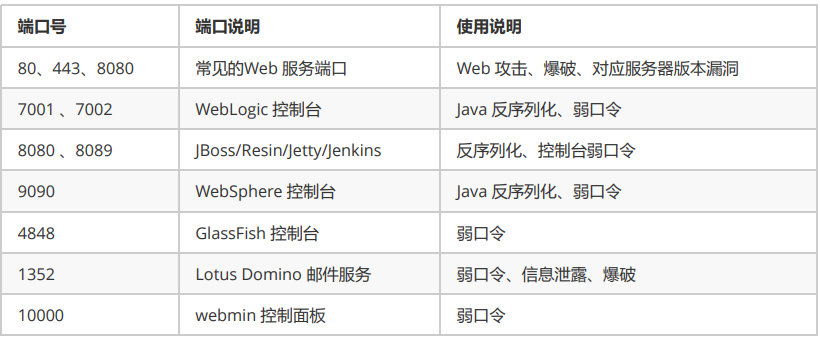 端口号 端口说明 使用说明
80、443、8080 常见的Web 服务端口 Web 攻击、爆破、对应服务器版本漏洞
7001 、7002 WebLogic 控制台 Java 反序列化、弱口令
8080 、8089 JBoss/Resin/Jetty/Jenkins 反序列化、控制台弱口令
9090 WebSphere 控制台 Java 反序列化、弱口令
4848 GlassFish 控制台 弱口令
1352 Lotus Domino 邮件服务 弱口令、信息泄露、爆破
10000 webmin 控制面板 弱口令